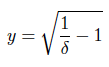 y = \sqrt{\frac{1}{\delta} - 1}